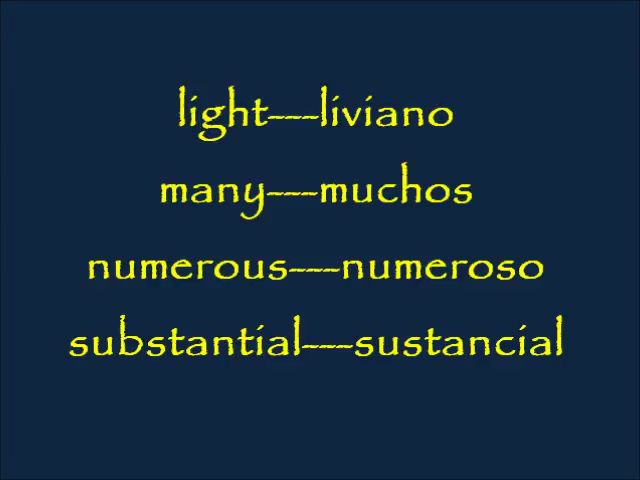 light---liviano
many---muchos
numerous---numeroso
substantial---sustancial